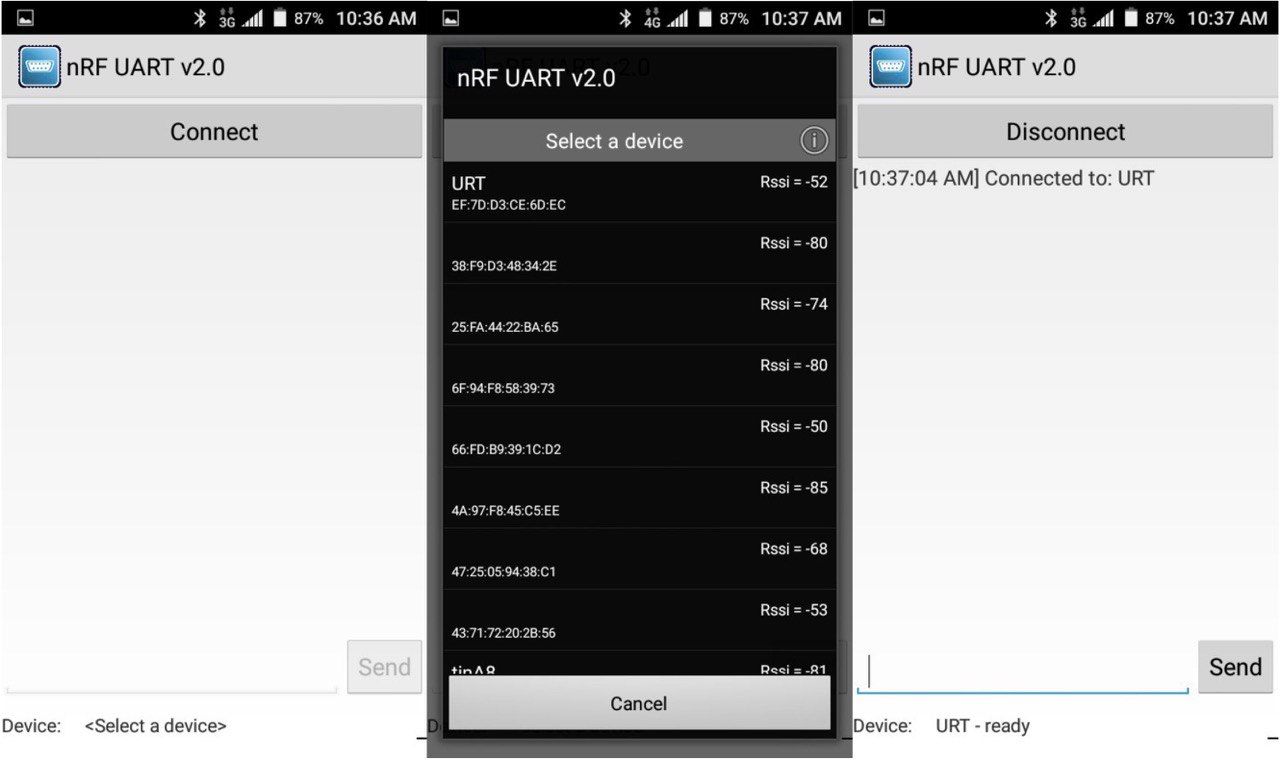 3G 87% 10:36 AM
nRF UART v2.0
Connect
Send
Device: <Select a device>
4G 87% 10:37 AM
nRF UART v2.0
Select a device
URT Rssi = -52
EF:7D:D3:CE:6D:EC
Rssi = -80
38:F9:D3:48:34:2E
Rssi = -74
25:FA:44:22:BA:65
Rssi = -80
6F:94:F8:58:39:73
Rssi = -50
66:FD:B9:39:1C:D2
Rssi = -85
4A:97:F8:45:C5:EE
Rssi = -68
47:25:05:94:38:C1
Rssi = -53
43:71:72:20:2B:56
Rssi = -81
Cancel
3G 87% 10:37 AM
nRF UART v2.0
Disconnect
[10:37:04 AM] Connected to: URT
Send
Device: URT - ready